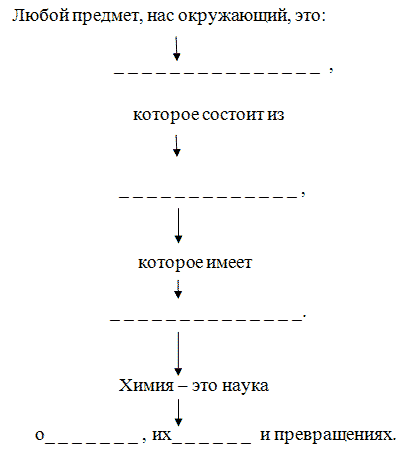 Любой предмет, нас окружающий, это:
_ _ _ _ _ _ _ _ _ _ _ _ _ _ _ ,
которое состоит из
_ _ _ _ _ _ _ _ _ _ _ _ _ ,
которое имеет
_ _ _ _ _ _ _ _ _ _ _ _ _ _.
Химия – это наука
о_ _ _ _ _ _ _ , их_ _ _ _ _ _ и превращениях.